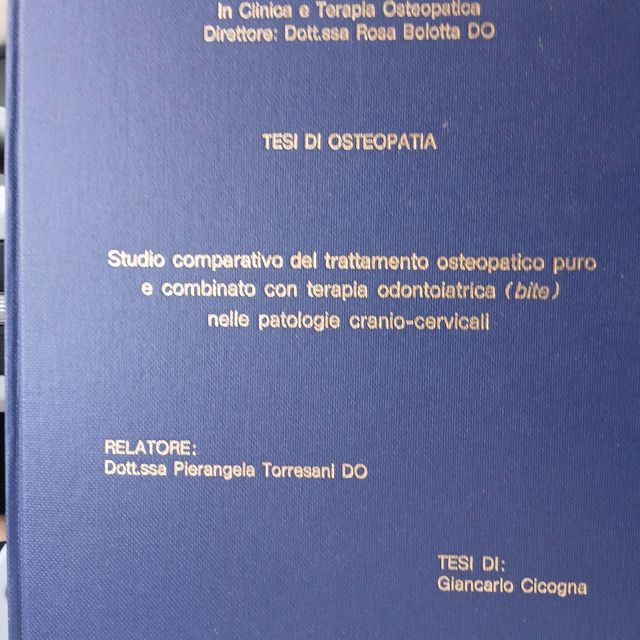 In Clinica e Terapia Osteopatica
Direttore: Dott.ssa Rosa Bolotta DO
TESI DI OSTEOPATIA
Studio comparativo del trattamento osteopatico puro
e combinato con terapia odontoiatrica (bite)
nelle patologie cranio-cervicali
RELATORE:
Dott.ssa Pierangela Torresani DO
TESI DI:
Giancarlo Cicogna